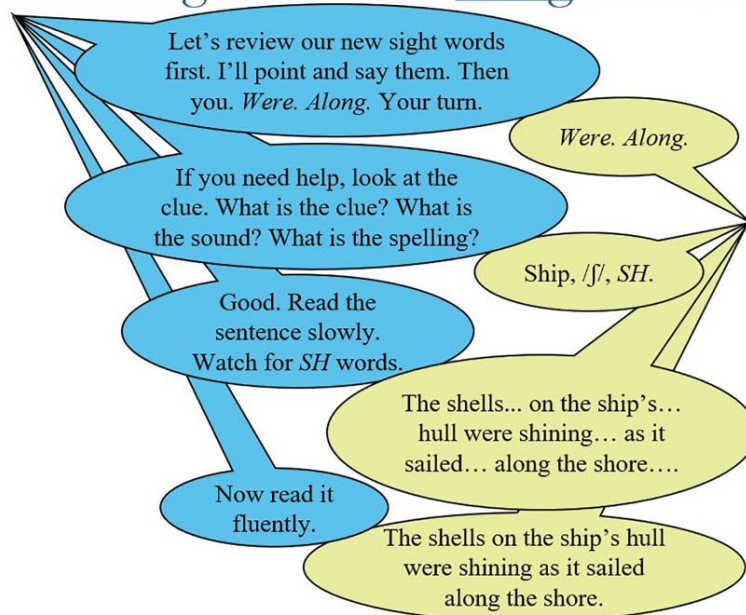 Let's review our new sight words
first. I'll point and say them. Then
you. Were. Along. Your turn.
Were. Along.
If you need help, look at the
clue. What is the clue? What is
the sound? What is the spelling?
Ship, /ʃ/, SH.
Good. Read the
sentence slowly.
Watch for SH words.
The shells... on the ship's…
hull were shining… as it
sailed… along the shore….
Now read it
fluently.
The shells on the ship's hull
were shining as it sailed
along the shore.